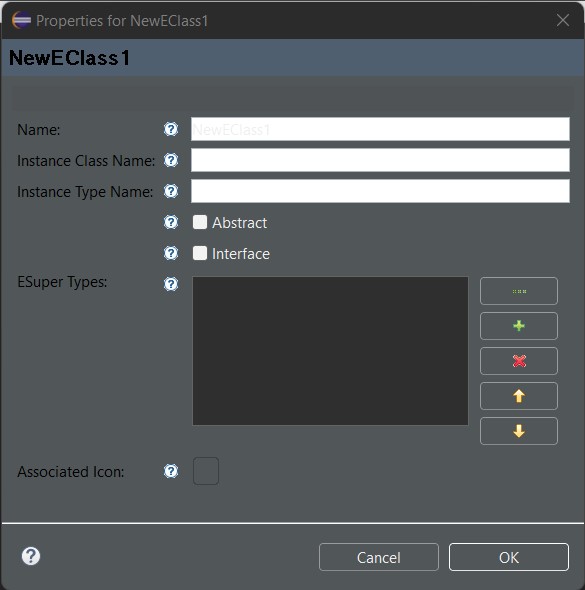 Properties for NewEClass1
NewEClass1
Name:
NewEClass1
Instance Class Name:
Instance Type Name:
Abstract
Interface
ESuper Types:
Associated Icon:
Cancel
OK